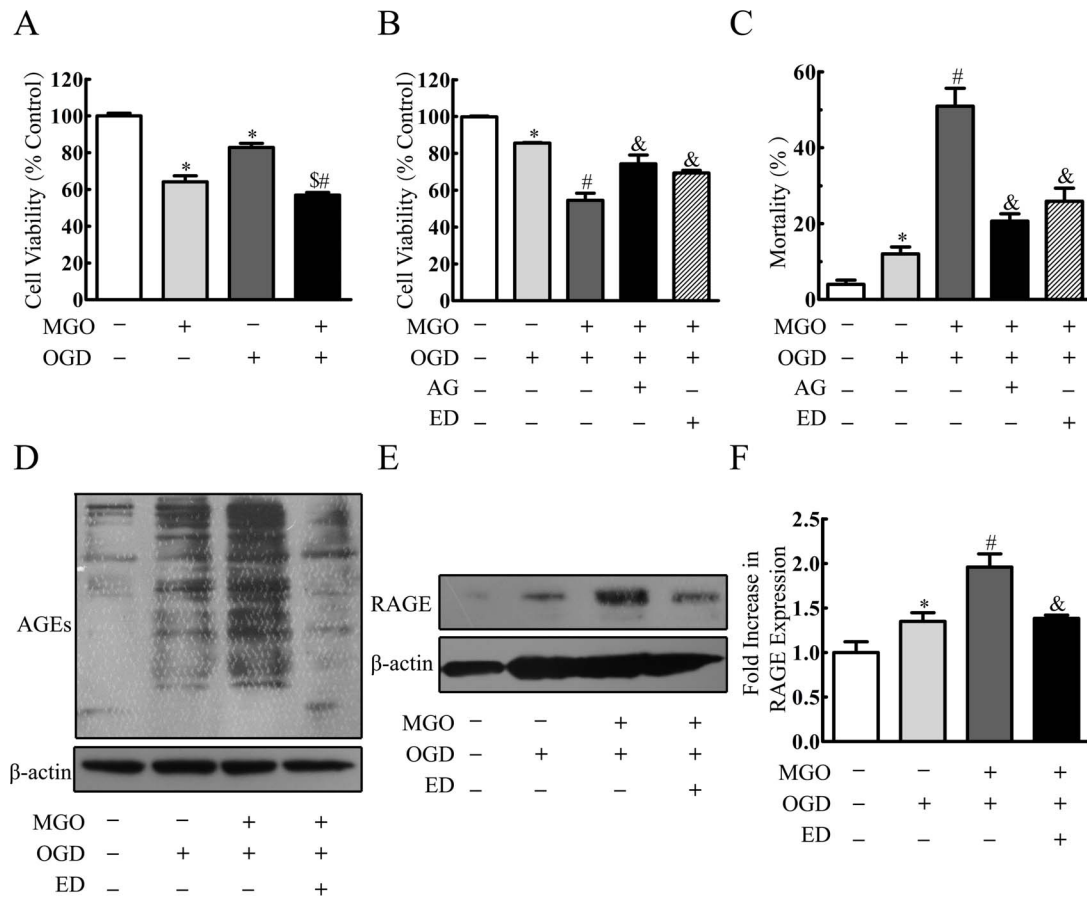 A
Cell Viability (% Control)
120
100
80
60
40
20
0
*
*
$#
MGO – + – +
OGD – – + +
B
Cell Viability (% Control)
120
100
80
60
40
20
0
*
#
&
&
MGO – – + + +
OGD – + + + +
AG – – – + –
ED – – – – +
C
Mortality (%)
60
40
20
0
*
#
&
&
MGO – – + + +
OGD – + + + +
AG – – – + –
ED – – – – +
D
AGEs
β-actin
MGO – – + +
OGD – + + +
ED – – – +
E
RAGE
β-actin
MGO – – + +
OGD – + + +
ED – – – +
F
Fold Increase in
RAGE Expression
2.5
2.0
1.5
1.0
0.5
0.0
*
#
&
MGO – – + +
OGD – + + +
ED – – – +